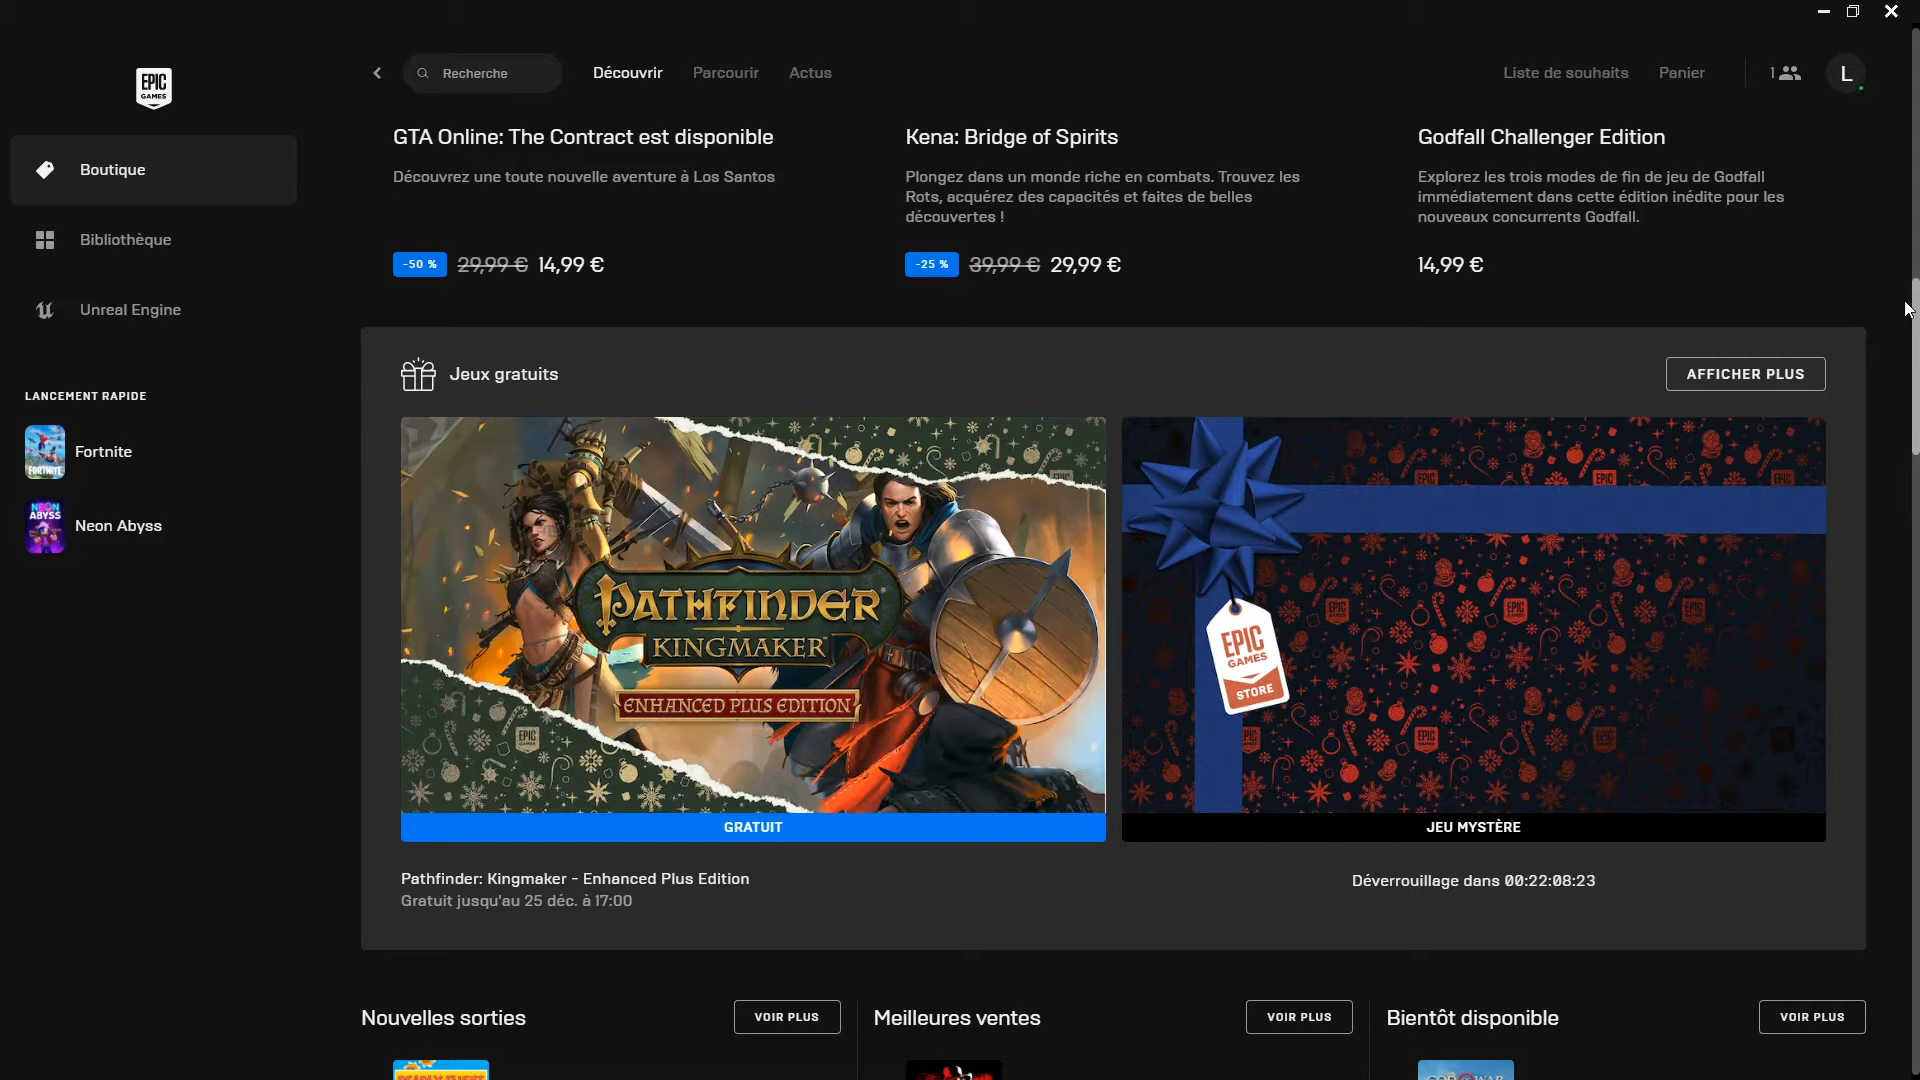 EPIC
GAMES
Recherche
Découvrir
Parcourir
Actus
Liste de souhaits
Panier
1
L
Boutique
Bibliothèque
Unreal Engine
LANCEMENT RAPIDE
FORTNITE
Fortnite
NEON
ABYSS
Neon Abyss
GTA Online: The Contract est disponible
Découvrez une toute nouvelle aventure à Los Santos
-50 % 29,99 € 14,99 €
Kena: Bridge of Spirits
Plongez dans un monde riche en combats. Trouvez les
Rots, acquérez des capacités et faites de belles
découvertes !
-25 % 39,99 € 29,99 €
Godfall Challenger Edition
Explorez les trois modes de fin de jeu de Godfall
immédiatement dans cette édition inédite pour les
nouveaux concurrents Godfall.
14,99 €
Jeux gratuits
AFFICHER PLUS
PATHFINDER
KINGMAKER
ENHANCED PLUS EDITION
GRATUIT
Pathfinder: Kingmaker - Enhanced Plus Edition
Gratuit jusqu'au 25 déc. à 17:00
EPIC
GAMES
STORE
JEU MYSTÈRE
Déverrouillage dans 00:22:08:23
Nouvelles sorties
VOIR PLUS
Meilleures ventes
VOIR PLUS
Bientôt disponible
VOIR PLUS